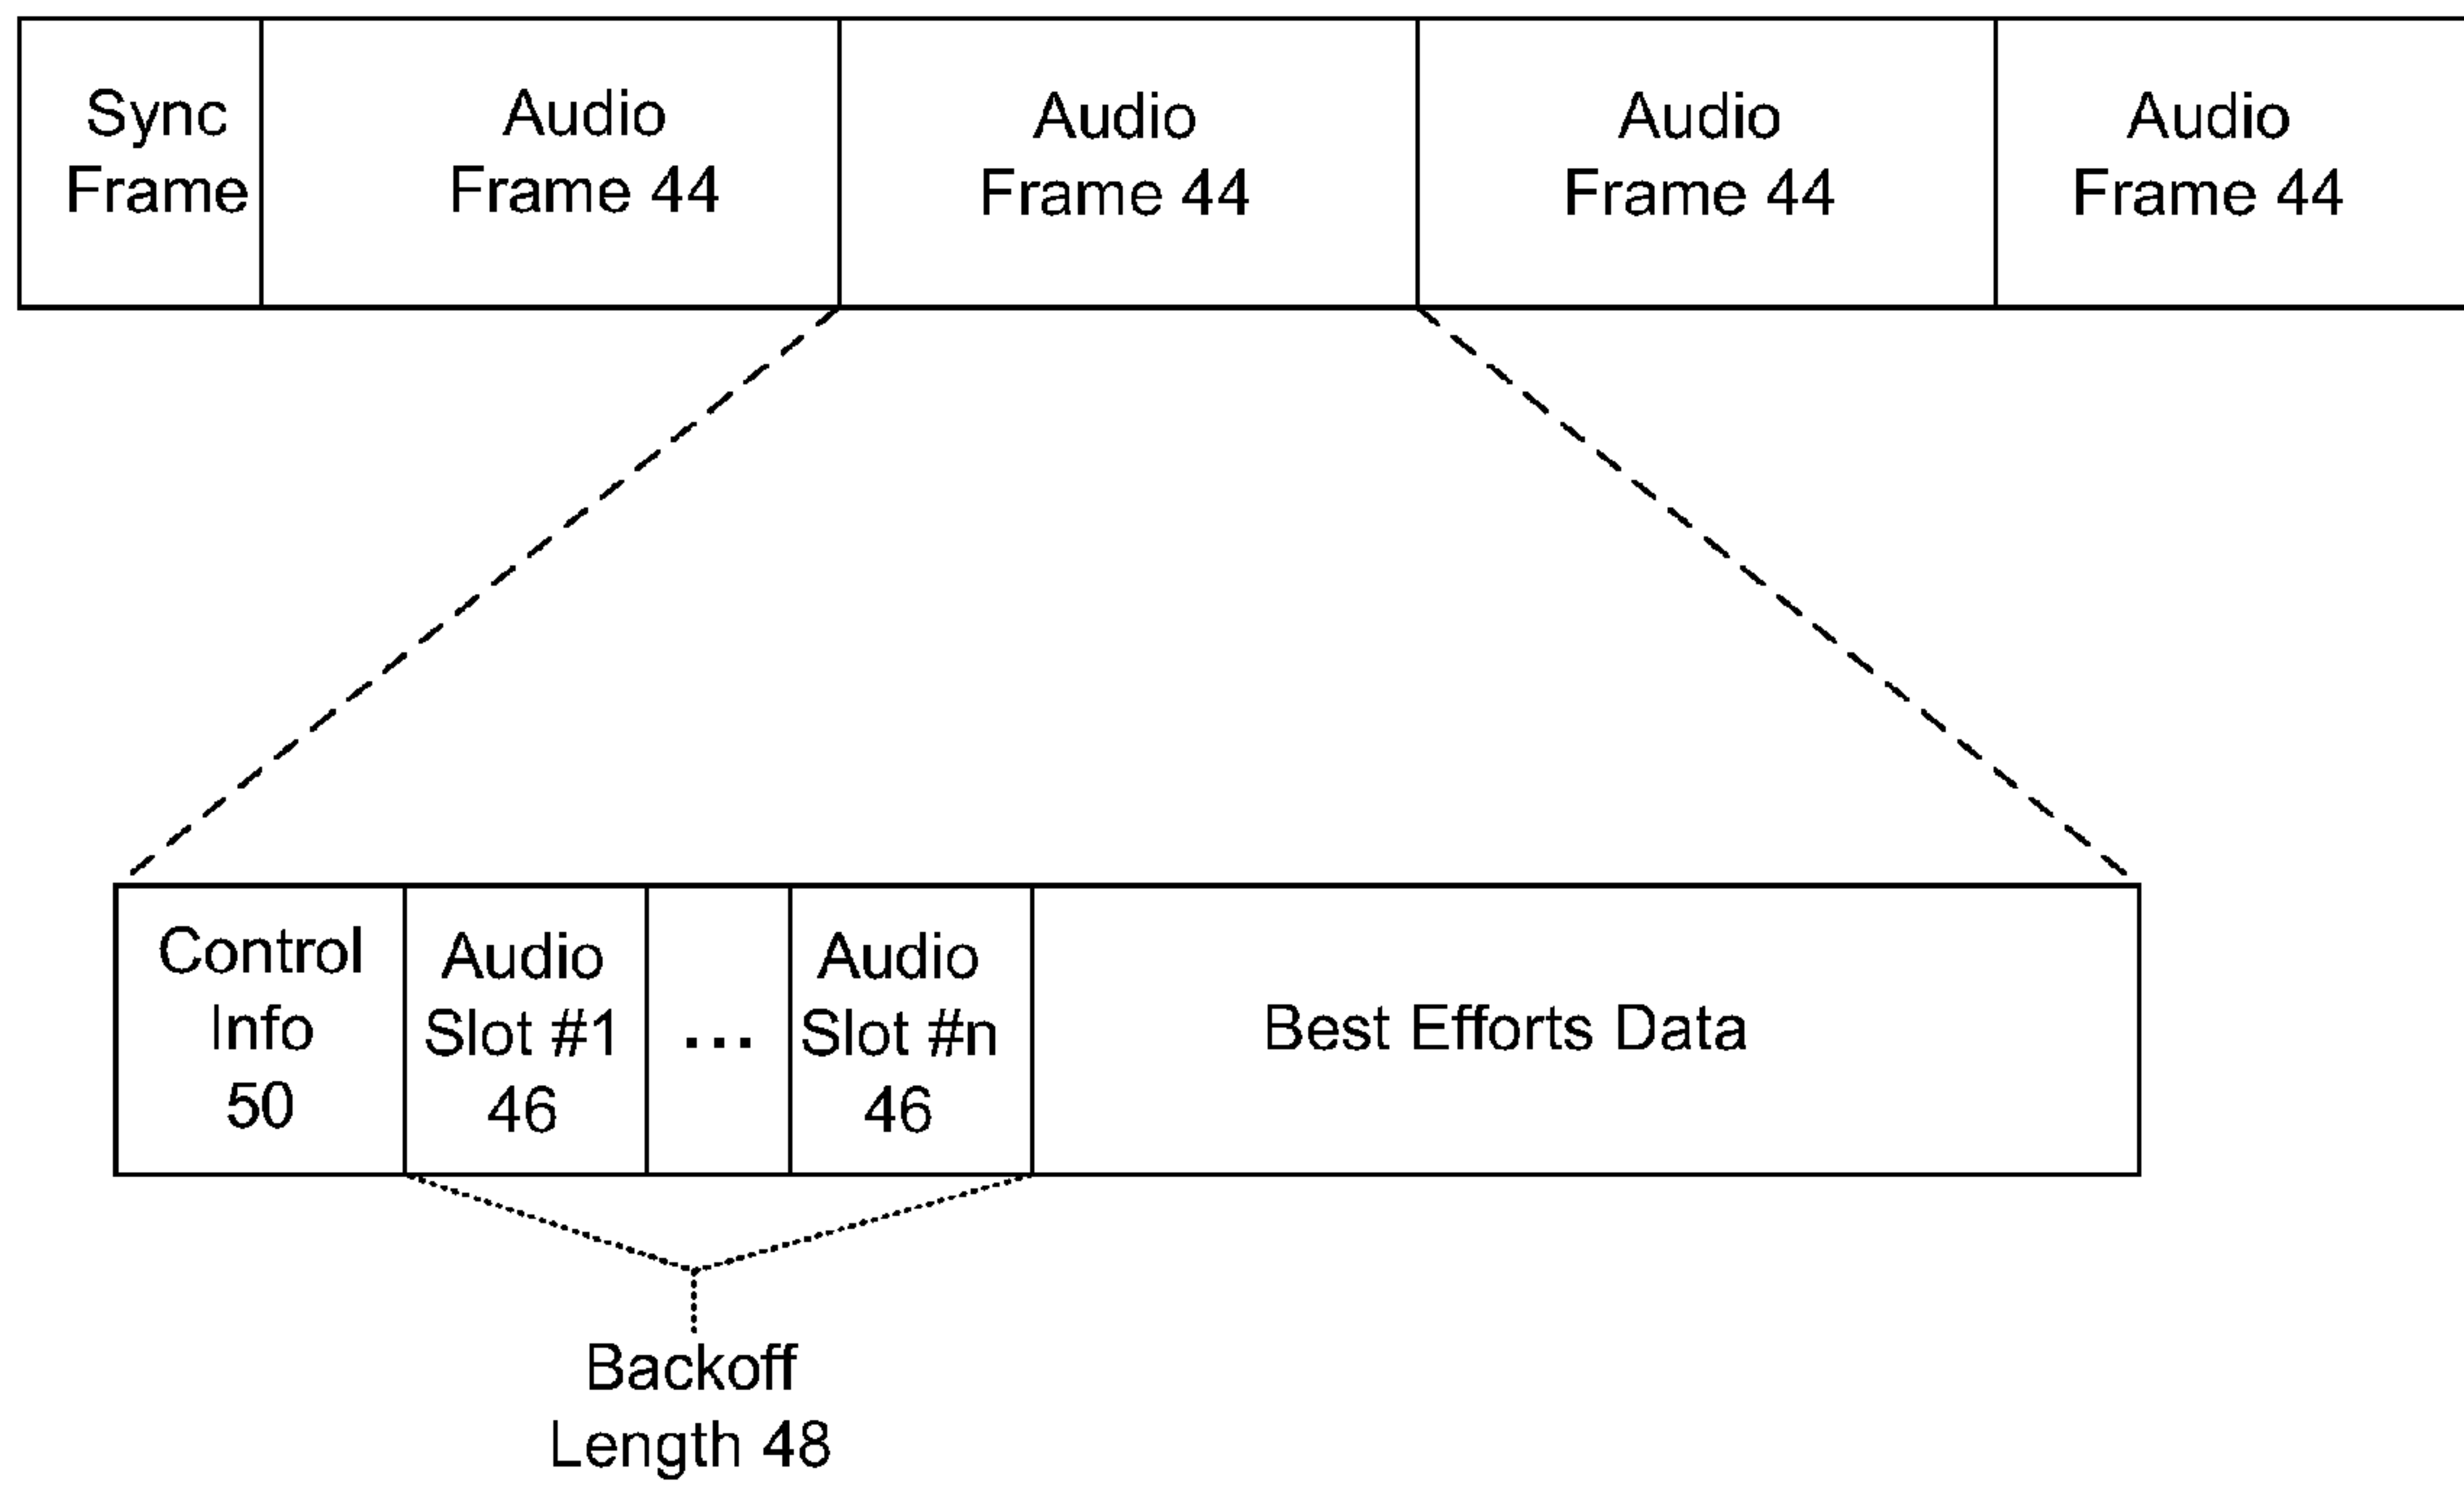 Sync
Frame
Audio
Frame 44
Audio
Frame 44
Audio
Frame 44
Audio
Frame 44
Control
Info
50
Audio
Slot #1
46
...
Audio
Slot #n
46
Best Efforts Data
Backoff
Length 48